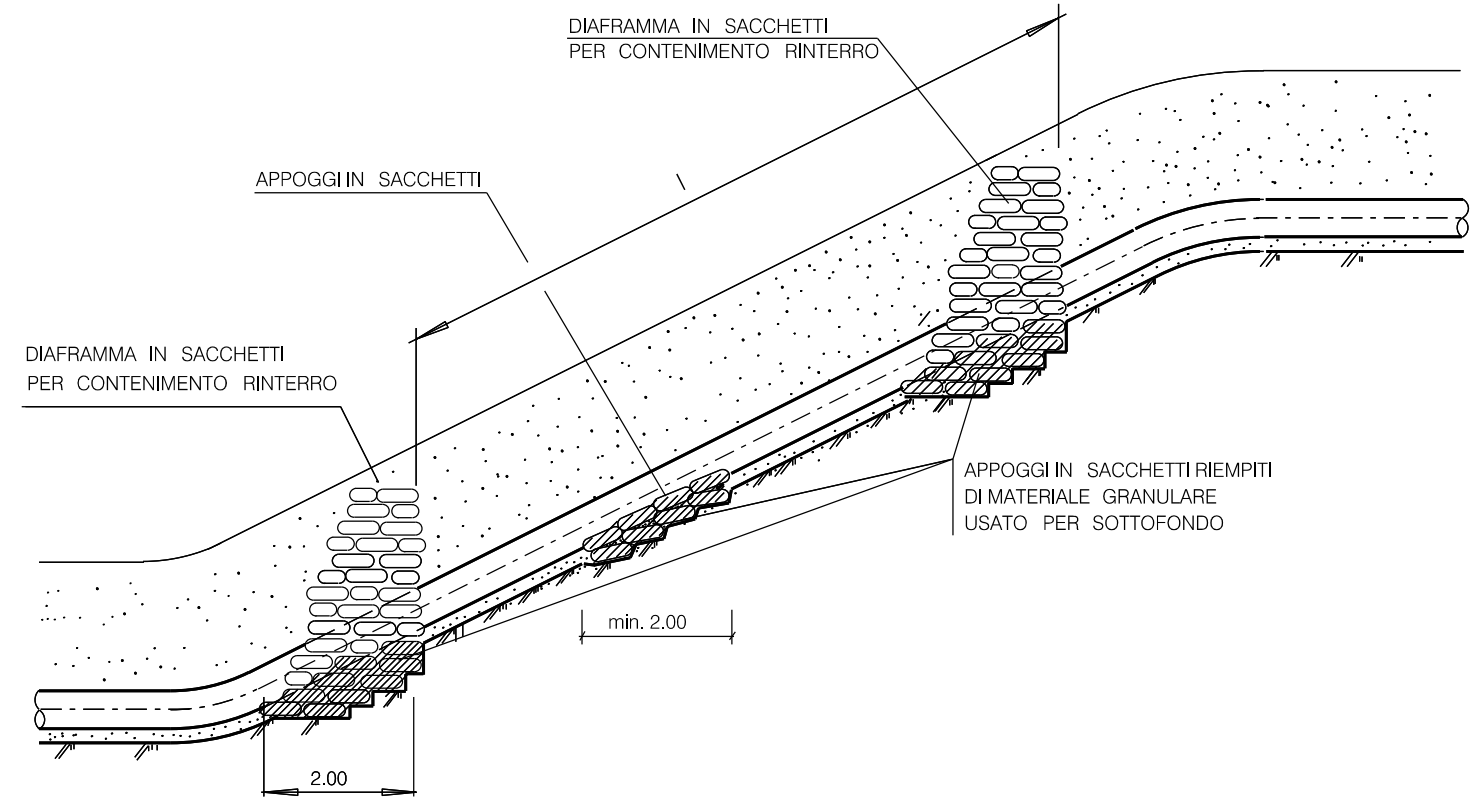 DIAFRAMMA IN SACCHETTI
PER CONTENIMENTO RINTERRO
APPOGGI IN SACCHETTI
DIAFRAMMA IN SACCHETTI
PER CONTENIMENTO RINTERRO
APPOGGI IN SACCHETTI RIEMPITI
DI MATERIALE GRANULARE
USATO PER SOTTOFONDO
min. 2.00
2.00